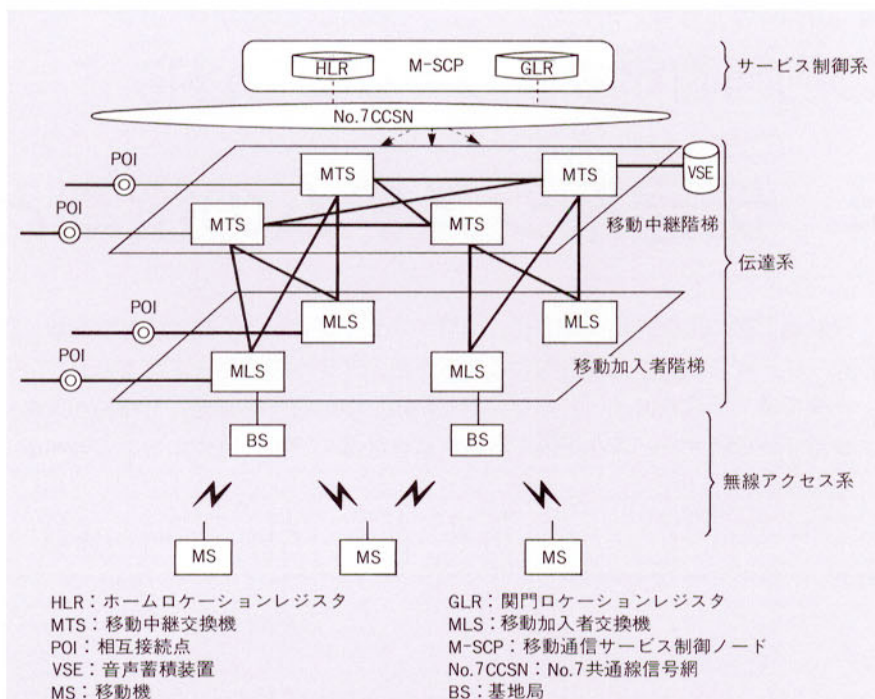 HLR
M-SCP
GLR
サービス制御系
No.7CCSN
POI
MTS
MTS
VSE
POI
MTS
MTS
移動中継階梯
伝達系
POI
MLS
MLS
POI
MLS
MLS
移動加入者階梯
BS
BS
無線アクセス系
MS
MS
MS
HLR：ホームロケーションレジスタ
GLR：関門ロケーションレジスタ
MTS：移動中継交換機
MLS：移動加入者交換機
POI：相互接続点
M-SCP：移動通信サービス制御ノード
VSE：音声蓄積装置
No.7CCSN：No.7共通線信号網
MS：移動機
BS：基地局